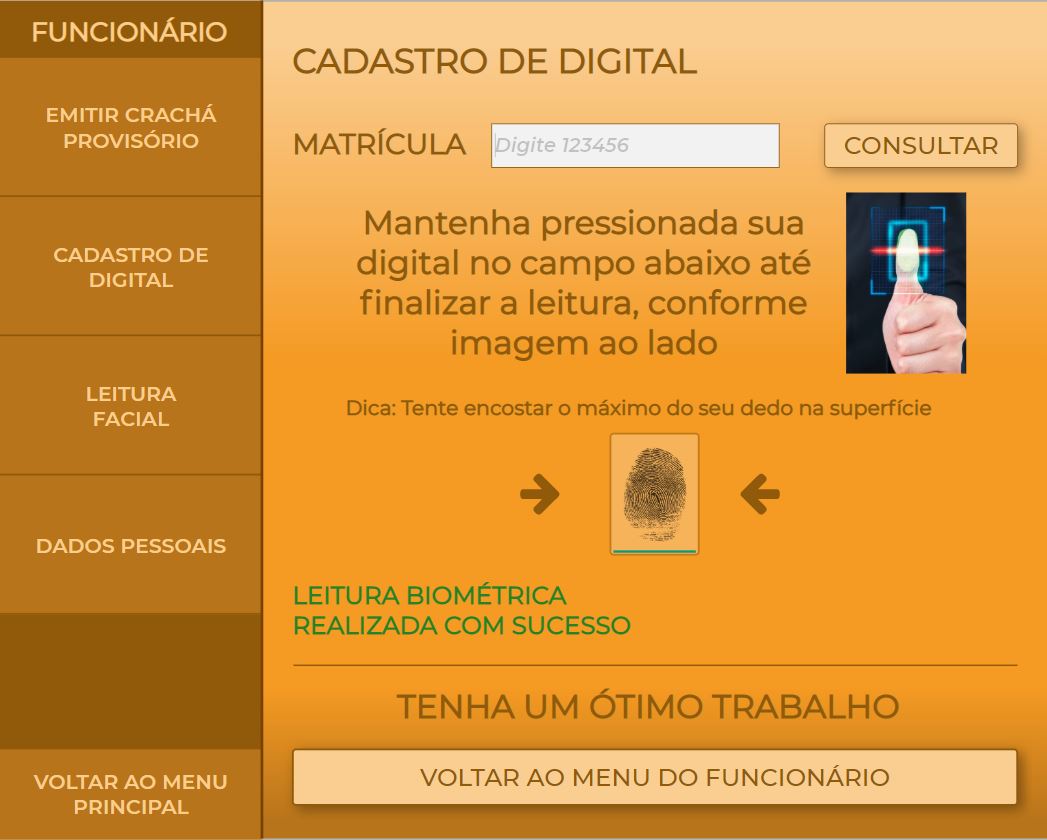 FUNCIONÁRIO
EMITIR CRACHÁ
PROVISÓRIO
CADASTRO DE
DIGITAL
LEITURA
FACIAL
DADOS PESSOAIS
VOLTAR AO MENU
PRINCIPAL
CADASTRO DE DIGITAL
MATRÍCULA
Digite 123456
CONSULTAR
Mantenha pressionada sua
digital no campo abaixo até
finalizar a leitura, conforme
imagem ao lado
Dica: Tente encostar o máximo do seu dedo na superfície
LEITURA BIOMÉTRICA
REALIZADA COM SUCESSO
TENHA UM ÓTIMO TRABALHO
VOLTAR AO MENU DO FUNCIONÁRIO